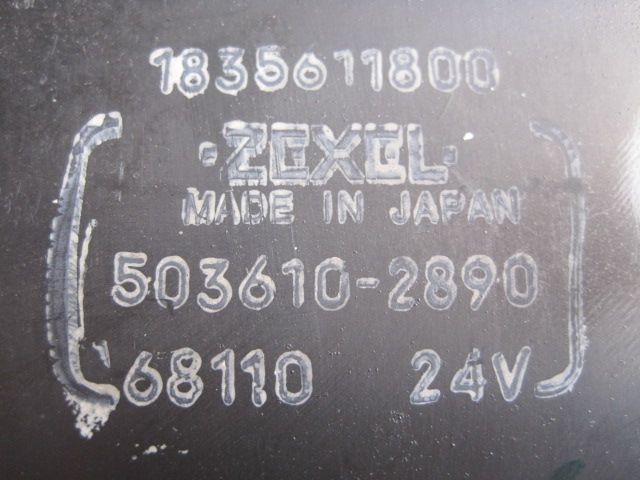 1835611800
·ZEXEL·
MADE IN JAPAN
503610-2890
68110 24V